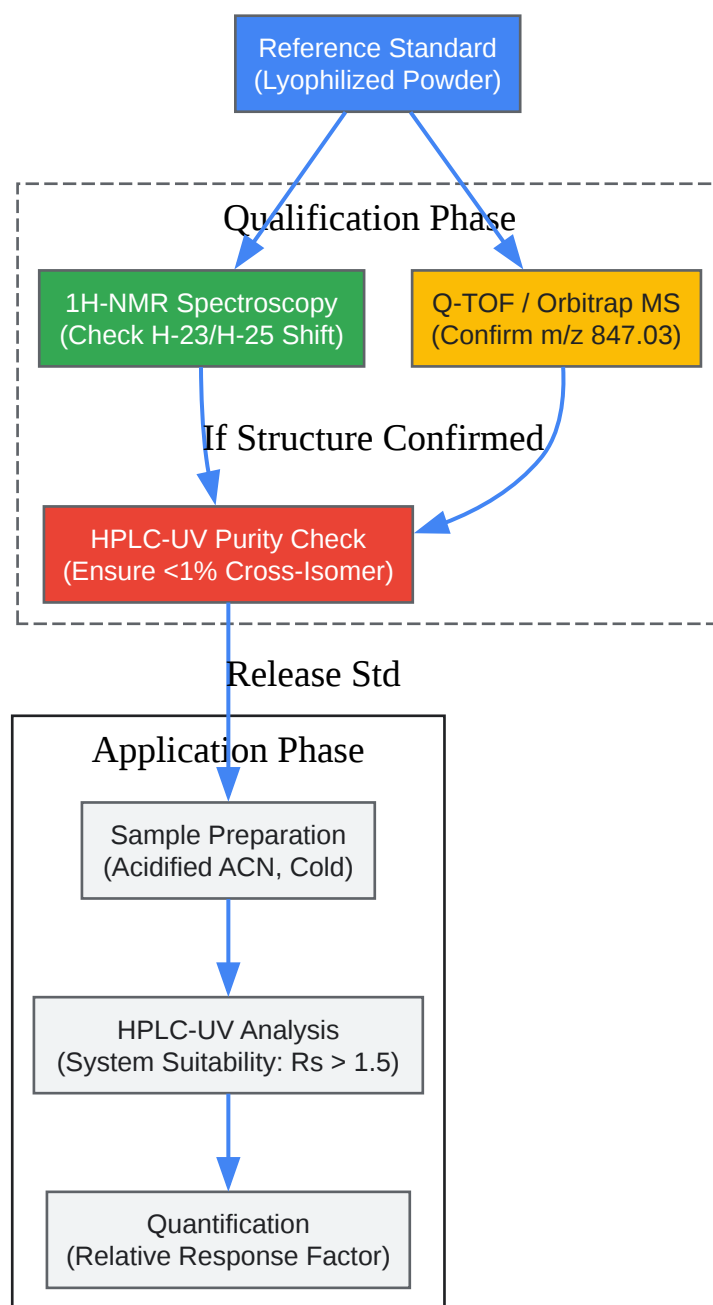 Reference Standard
(Lyophilized Powder)
Qualification Phase
1H-NMR Spectroscopy
(Check H-23/H-25 Shift)
Q-TOF / Orbitrap MS
(Confirm m/z 847.03)
If Structure Confirmed
HPLC-UV Purity Check
(Ensure <1% Cross-Isomer)
Release Std
Application Phase
Sample Preparation
(Acidified ACN, Cold)
HPLC-UV Analysis
(System Suitability: Rs > 1.5)
Quantification
(Relative Response Factor)